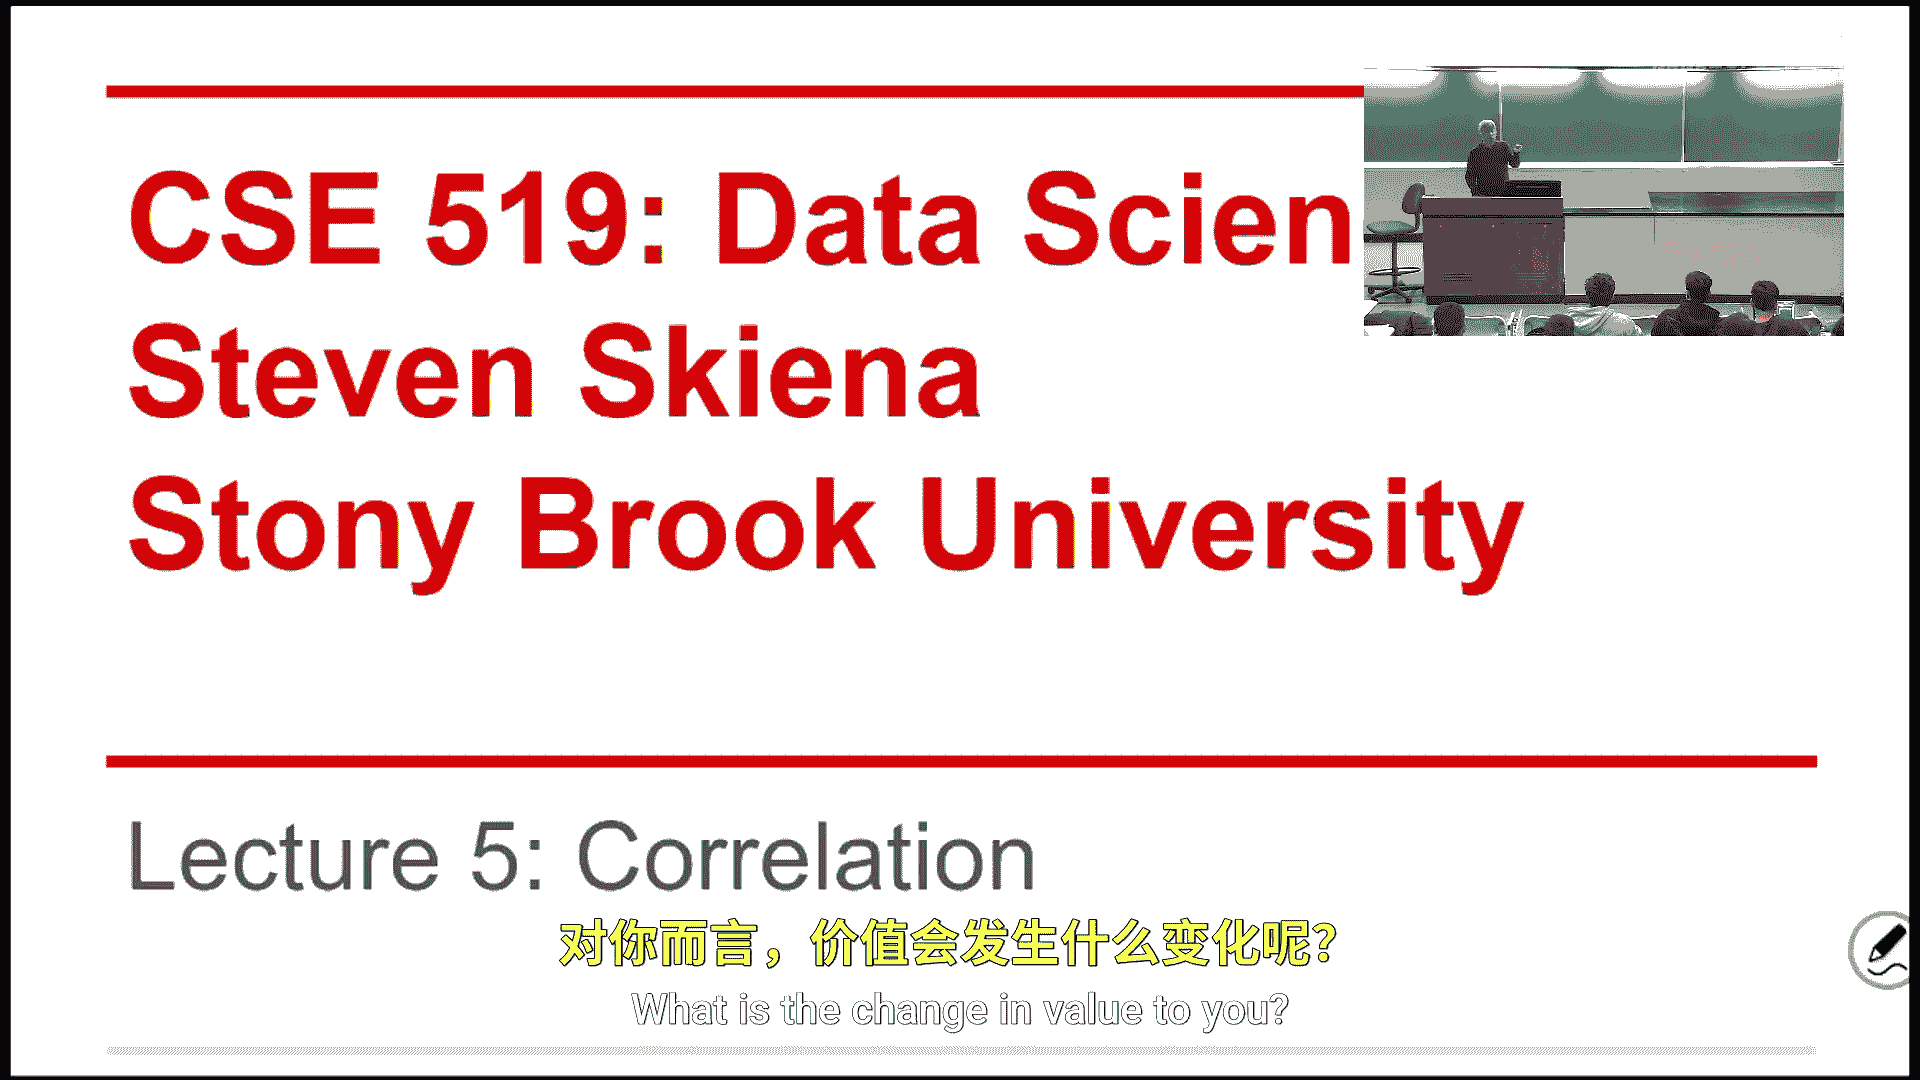 CSE 519: Data Scien
Steven Skiena
Stony Brook University
Lecture 5: Correlation
对你而言，价值会发生什么变化呢？
What is the change in value to you?